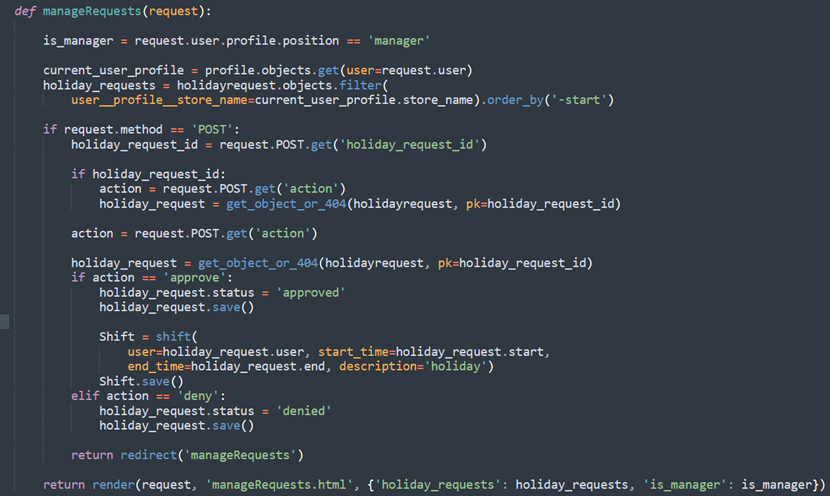 def manageRequests(request):
is_manager = request.user.profile.position == 'manager'
current_user_profile = profile.objects.get(user=request.user)
holiday_requests = holidayrequest.objects.filter(
user__profile__store_name=current_user_profile.store_name).order_by('-start')
if request.method == 'POST':
holiday_request_id = request.POST.get('holiday_request_id')
if holiday_request_id:
action = request.POST.get('action')
holiday_request = get_object_or_404(holidayrequest, pk=holiday_request_id)
action = request.POST.get('action')
holiday_request = get_object_or_404(holidayrequest, pk=holiday_request_id)
if action == 'approve':
holiday_request.status = 'approved'
holiday_request.save()
Shift = shift(
user=holiday_request.user, start_time=holiday_request.start,
end_time=holiday_request.end, description='holiday')
Shift.save()
elif action == 'deny':
holiday_request.status = 'denied'
holiday_request.save()
return redirect('manageRequests')
return render(request, 'manageRequests.html', {'holiday_requests': holiday_requests, 'is_manager': is_manager})